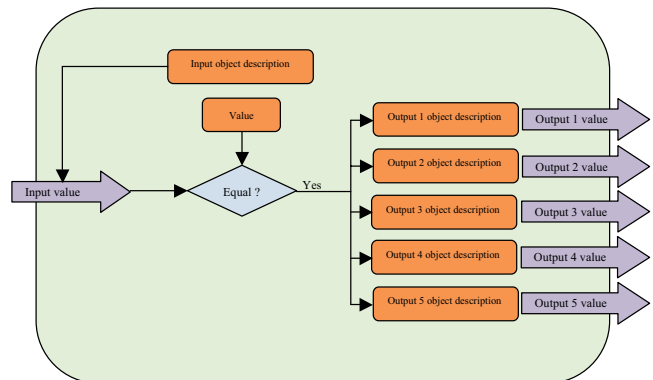 Input object description
Value
Input value
Equal ?
Yes
Output 1 object description
Output 1 value
Output 2 object description
Output 2 value
Output 3 object description
Output 3 value
Output 4 object description
Output 4 value
Output 5 object description
Output 5 value